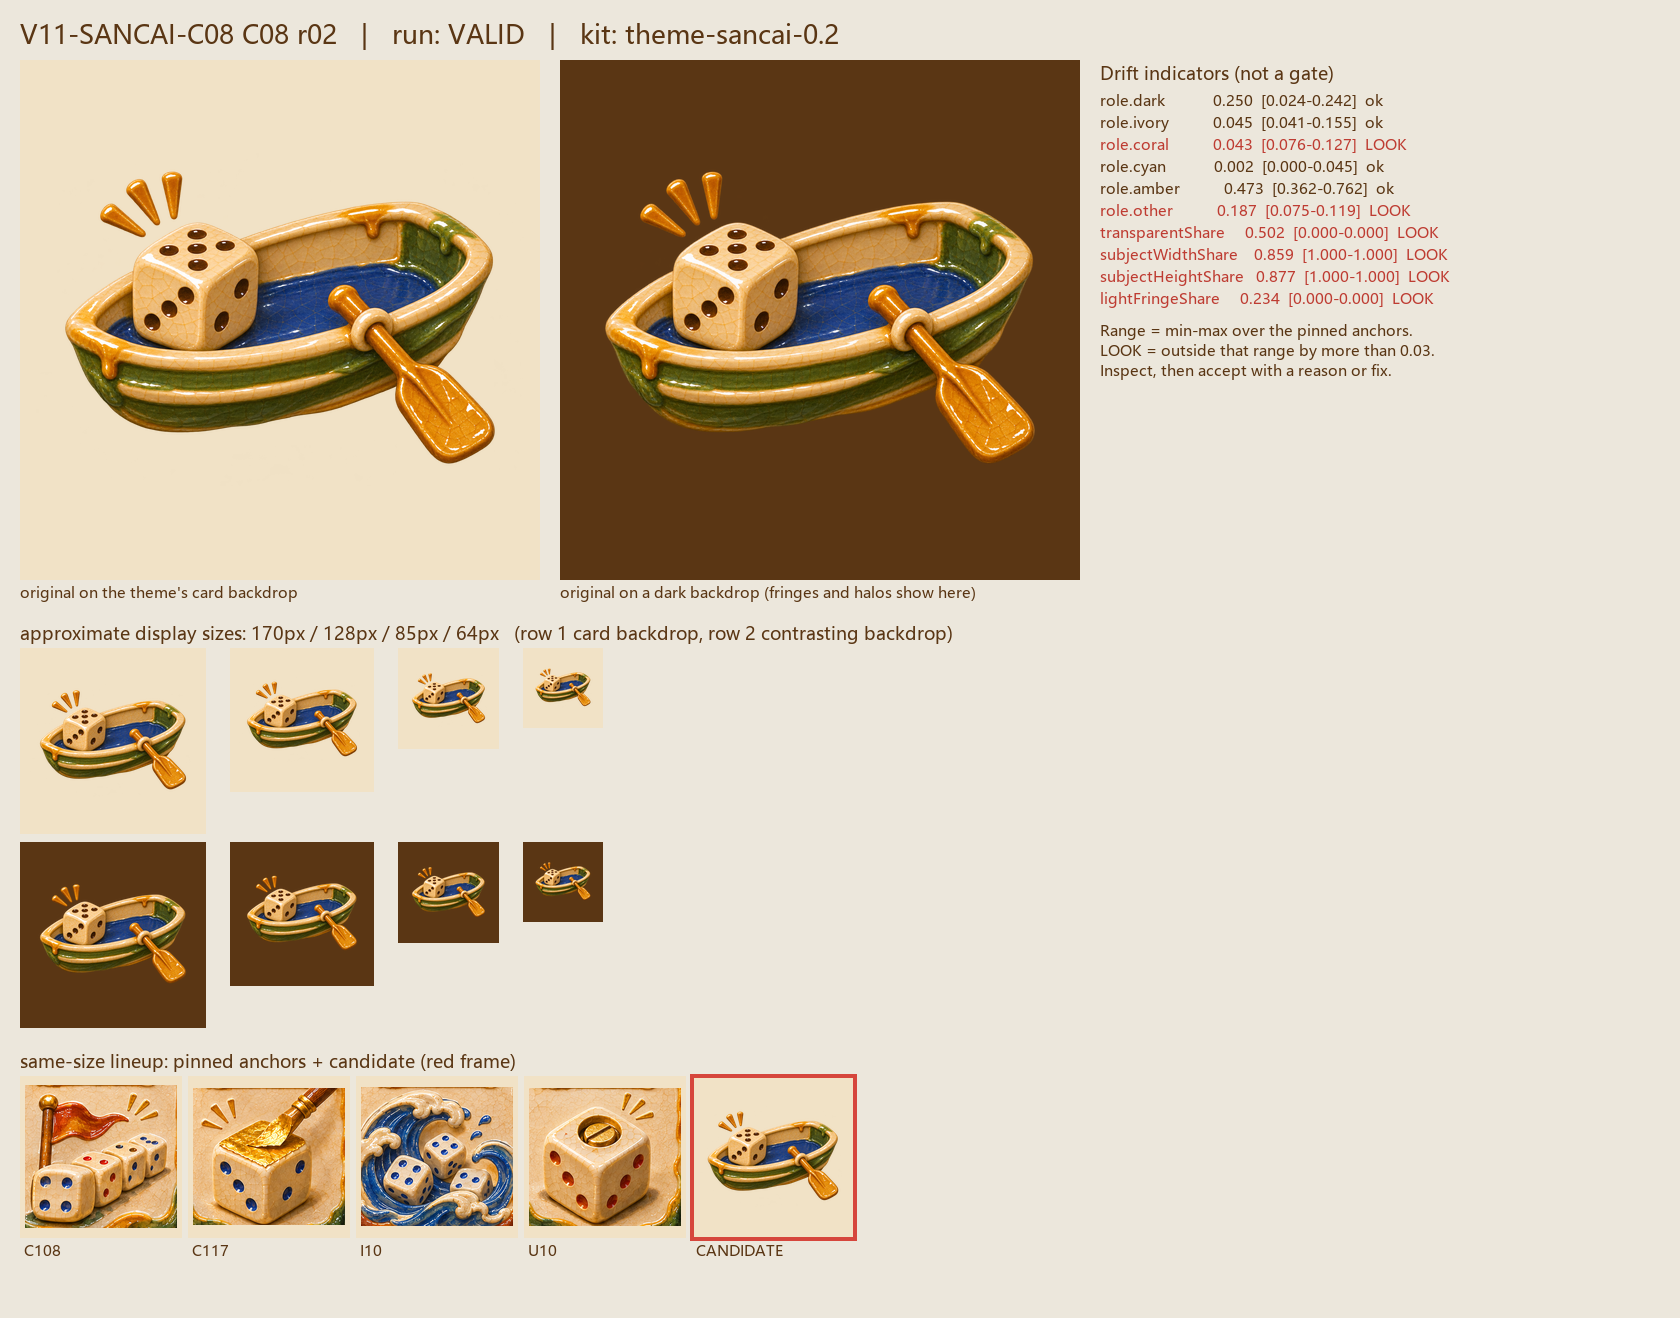 V11-SANCAI-C08 C08 r02 | run: VALID | kit: theme-sancai-0.2
Drift indicators (not a gate)
role.dark 0.250 [0.024-0.242] ok
role.ivory 0.045 [0.041-0.155] ok
role.coral 0.043 [0.076-0.127] LOOK
role.cyan 0.002 [0.000-0.045] ok
role.amber 0.473 [0.362-0.762] ok
role.other 0.187 [0.075-0.119] LOOK
transparentShare 0.502 [0.000-0.000] LOOK
subjectWidthShare 0.859 [1.000-1.000] LOOK
subjectHeightShare 0.877 [1.000-1.000] LOOK
lightFringeShare 0.234 [0.000-0.000] LOOK
Range = min-max over the pinned anchors.
LOOK = outside that range by more than 0.03.
Inspect, then accept with a reason or fix.
original on the theme's card backdrop
original on a dark backdrop (fringes and halos show here)
approximate display sizes: 170px / 128px / 85px / 64px (row 1 card backdrop, row 2 contrasting backdrop)
same-size lineup: pinned anchors + candidate (red frame)
C108
C117
I10
U10
CANDIDATE